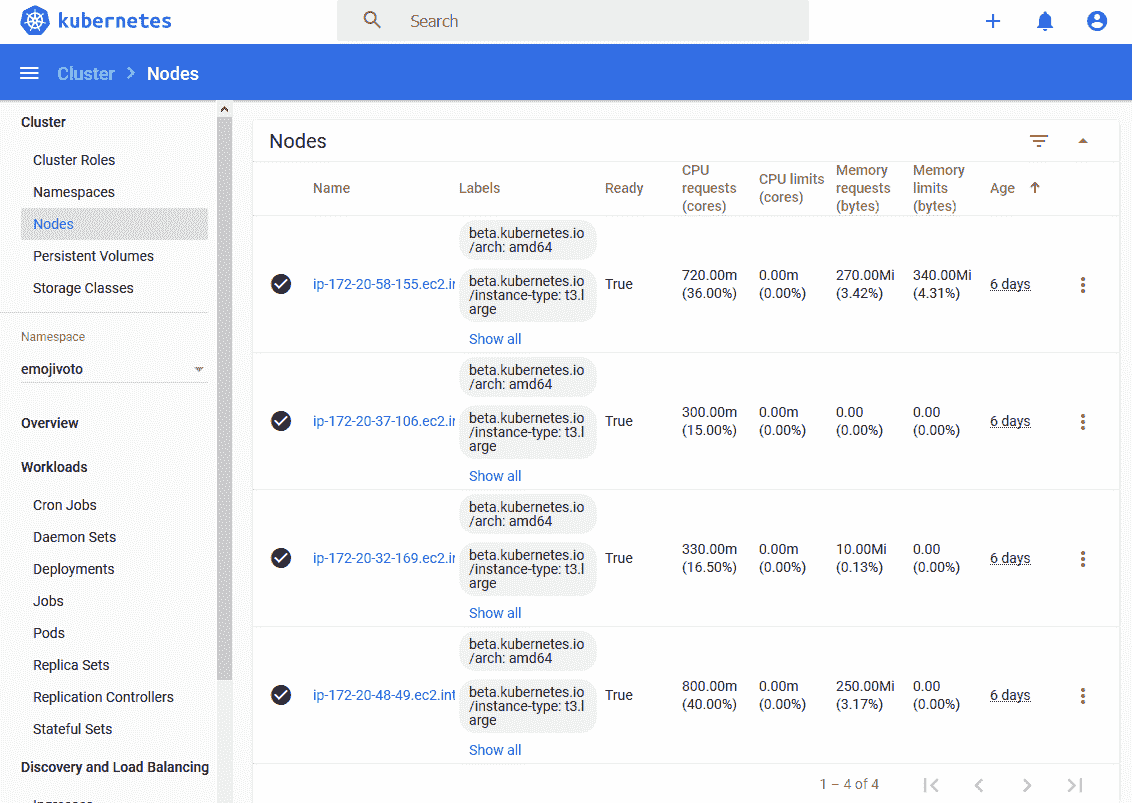 kubernetes
Search
Cluster > Nodes
Cluster
Cluster Roles
Namespaces
Nodes
Persistent Volumes
Storage Classes
Namespace
emojivoto
Overview
Workloads
Cron Jobs
Daemon Sets
Deployments
Jobs
Pods
Replica Sets
Replication Controllers
Stateful Sets
Discovery and Load Balancing
Nodes
Name
Labels
Ready
CPU
requests
(cores)
CPU limits
(cores)
Memory
requests
(bytes)
Memory
limits
(bytes)
Age
ip-172-20-58-155.ec2.ir
beta.kubernetes.io
/arch: amd64
beta.kubernetes.io
/instance-type: t3.l
arge
Show all
True
720.00m
(36.00%)
0.00m
(0.00%)
270.00Mi
(3.42%)
340.00Mi
(4.31%)
6 days
ip-172-20-37-106.ec2.ir
beta.kubernetes.io
/arch: amd64
beta.kubernetes.io
/instance-type: t3.l
arge
Show all
True
300.00m
(15.00%)
0.00m
(0.00%)
0.00
(0.00%)
0.00
(0.00%)
6 days
ip-172-20-32-169.ec2.ir
beta.kubernetes.io
/arch: amd64
beta.kubernetes.io
/instance-type: t3.l
arge
Show all
True
330.00m
(16.50%)
0.00m
(0.00%)
10.00Mi
(0.13%)
0.00
(0.00%)
6 days
ip-172-20-48-49.ec2.int
beta.kubernetes.io
/arch: amd64
beta.kubernetes.io
/instance-type: t3.l
arge
Show all
True
800.00m
(40.00%)
0.00m
(0.00%)
250.00Mi
(3.17%)
0.00
(0.00%)
6 days
1 – 4 of 4